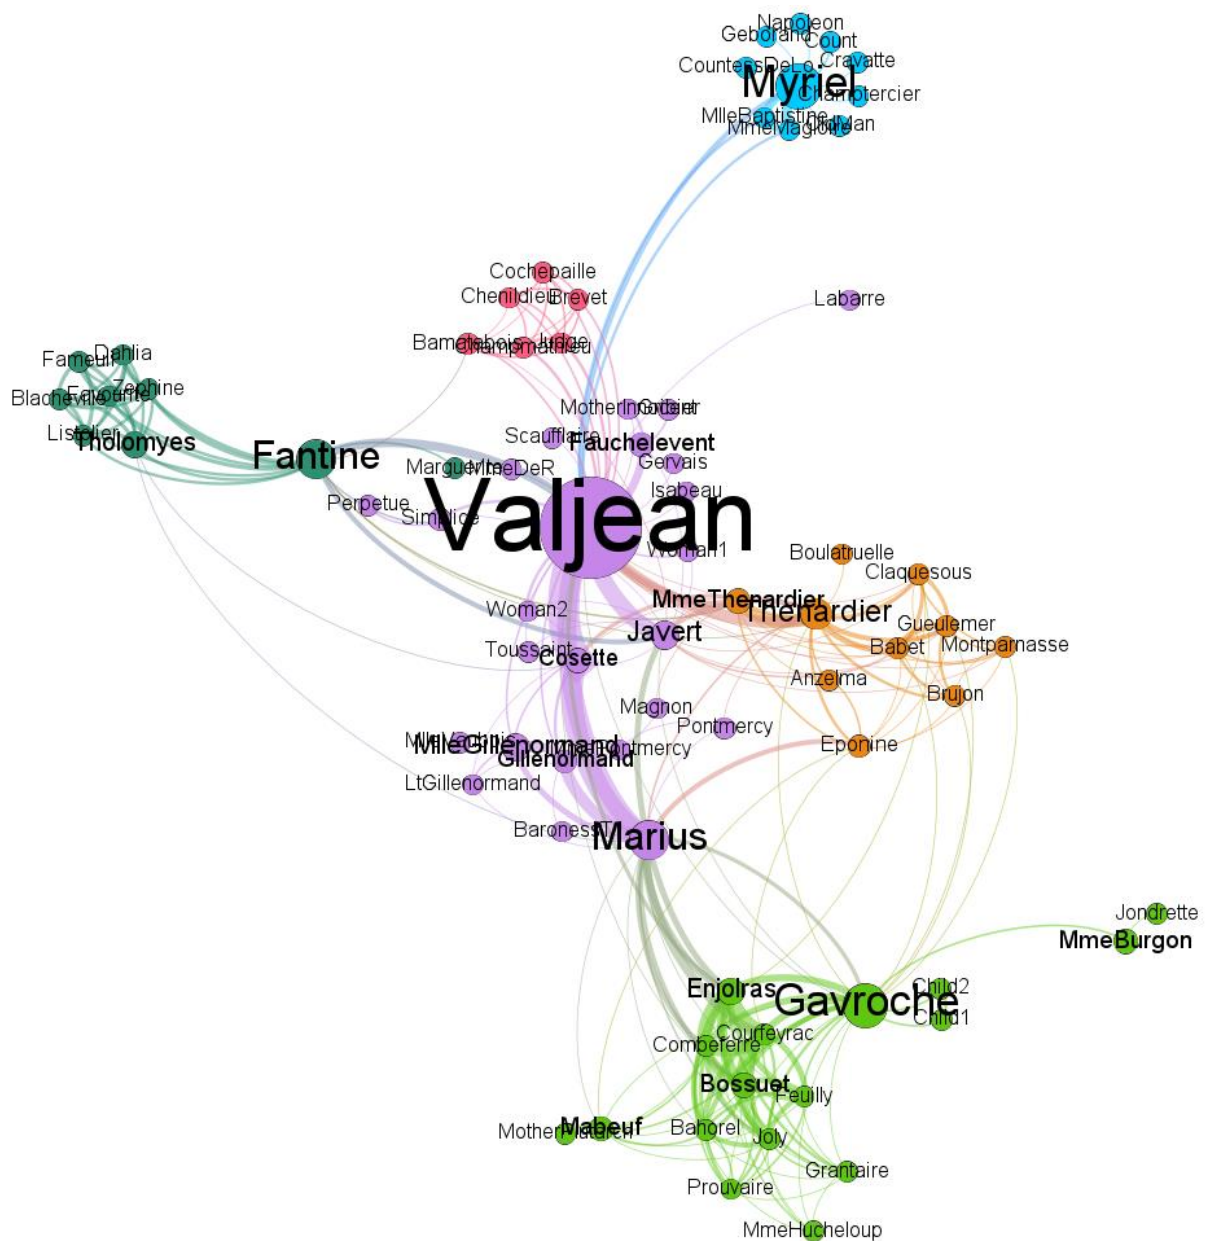 Napoleon
Geborand
Count
CountessDeLo
Cravatte
Myriel
Champtercier
MlleBaptistine
OldMan
MmeMagloire
Cochepaille
Chenildieu
Brevet
Labarre
Bamatabois
Judge
Champmathieu
Dahlia
Fameuil
Zephine
Favourite
Blacheville
MotherInnocent
Gribier
Listolier
Tholomyes
Scaufflaire
Fauchelevent
Fantine
Gervais
Marguerite
MmeDeR
Isabeau
Perpetue
Simplice
Valjean
Woman1
Boulatruelle
Claquesous
MmeThenardier
Thenardier
Woman2
Gueulemer
Javert
Montparnasse
Babet
Toussaint
Cosette
Anzelma
Brujon
Magnon
Pontmercy
Eponine
MlleGillenormand
MmePontmercy
Gillenormand
LtGillenormand
BaronessT
Marius
Jondrette
MmeBurgon
Enjolras
Gavroche
Child2
Child1
Courfeyrac
Combeferre
Bossuet
Feuilly
Mabeuf
MotherPlutarch
Bahorel
Joly
Grantaire
Prouvaire
MmeHucheloup